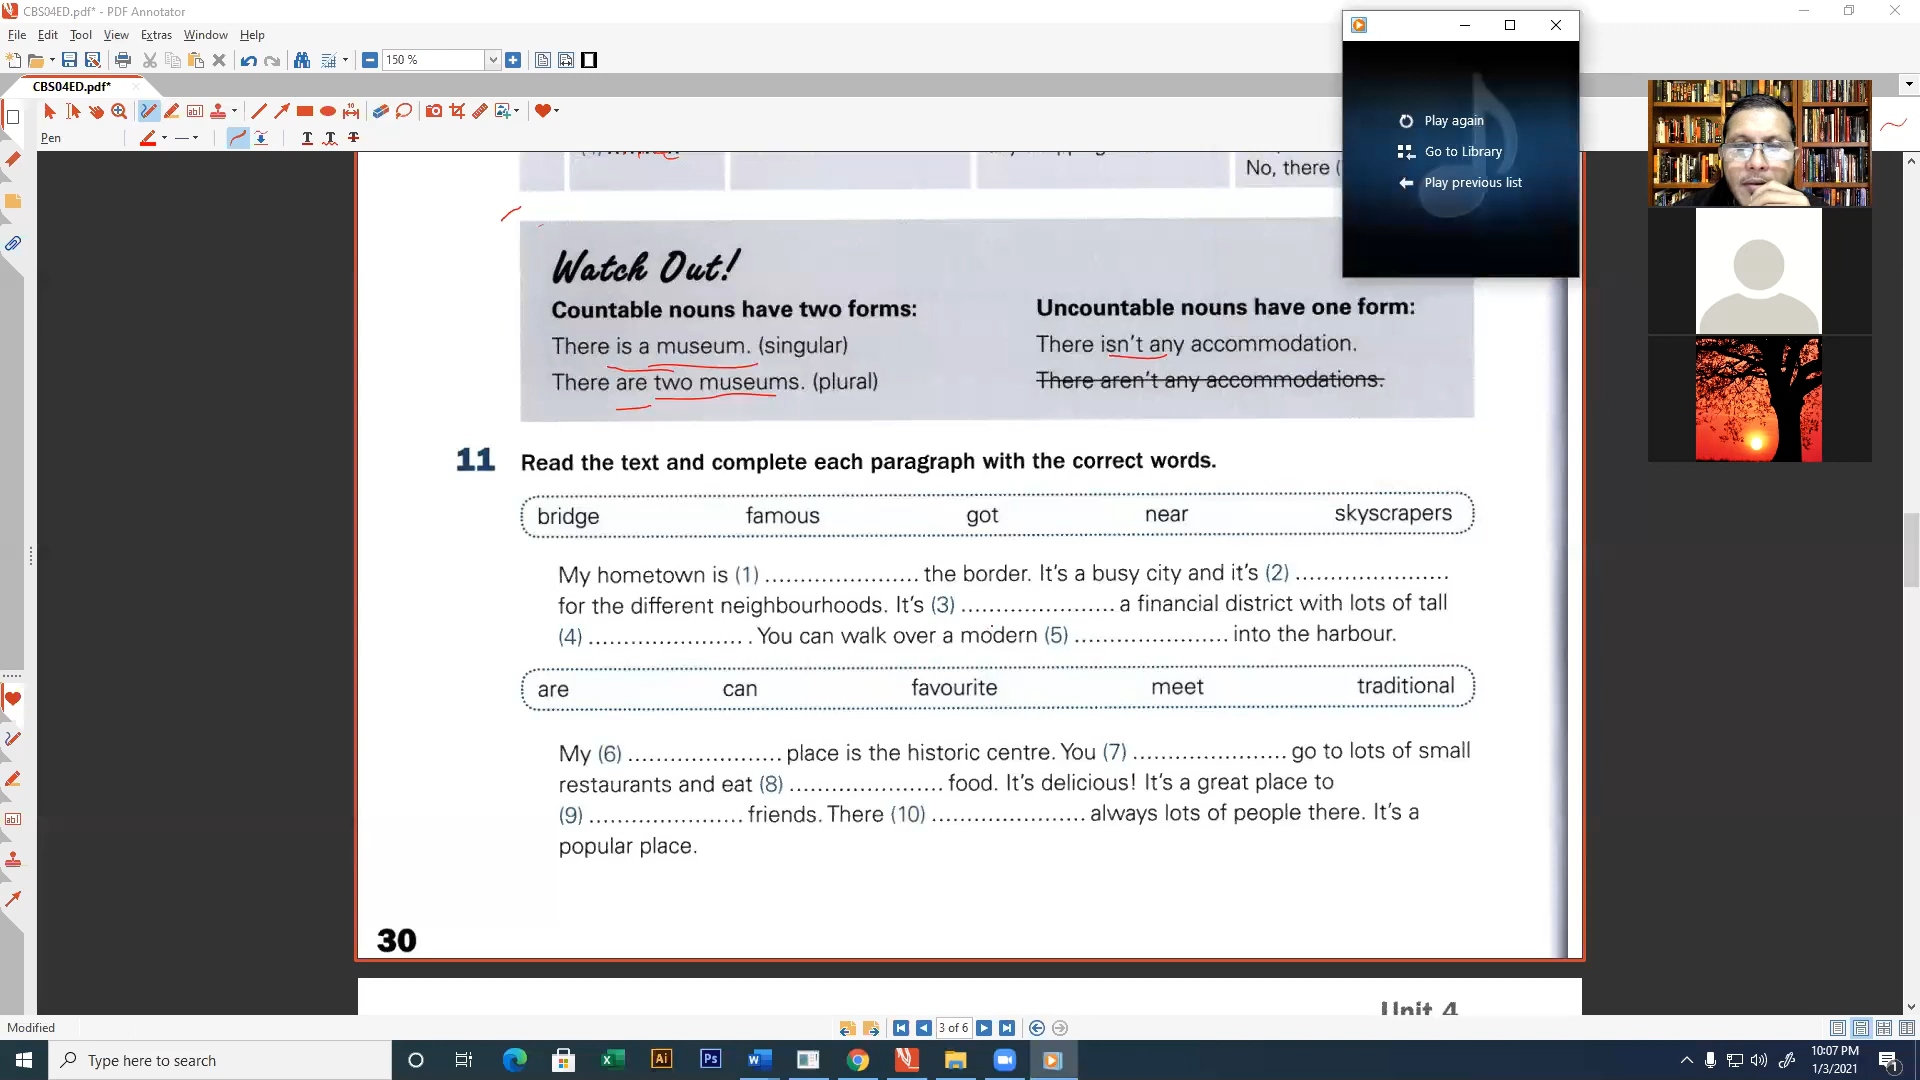 CBS04ED.pdf* - PDF Annotator
File Edit Tool View Extras Window Help
150 %
CBS04ED.pdf*
Pen
No, there (
Watch Out!
Countable nouns have two forms:
There is a museum. (singular)
There are two museums. (plural)
Uncountable nouns have one form:
There isn't any accommodation.
There aren't any accommodations.
11 Read the text and complete each paragraph with the correct words.
bridge famous got near skyscrapers
My hometown is (1) ...................... the border. It's a busy city and it's (2) ......................
for the different neighbourhoods. It's (3) ...................... a financial district with lots of tall
(4) ...................... . You can walk over a modern (5) ...................... into the harbour.
are can favourite meet traditional
My (6) ...................... place is the historic centre. You (7) ...................... go to lots of small
restaurants and eat (8) ...................... food. It's delicious! It's a great place to
(9) ...................... friends. There (10) ...................... always lots of people there. It's a
popular place.
30
Unit 4
Play again
Go to Library
Play previous list
Modified
3 of 6
Type here to search
10:07 PM
1/3/2021